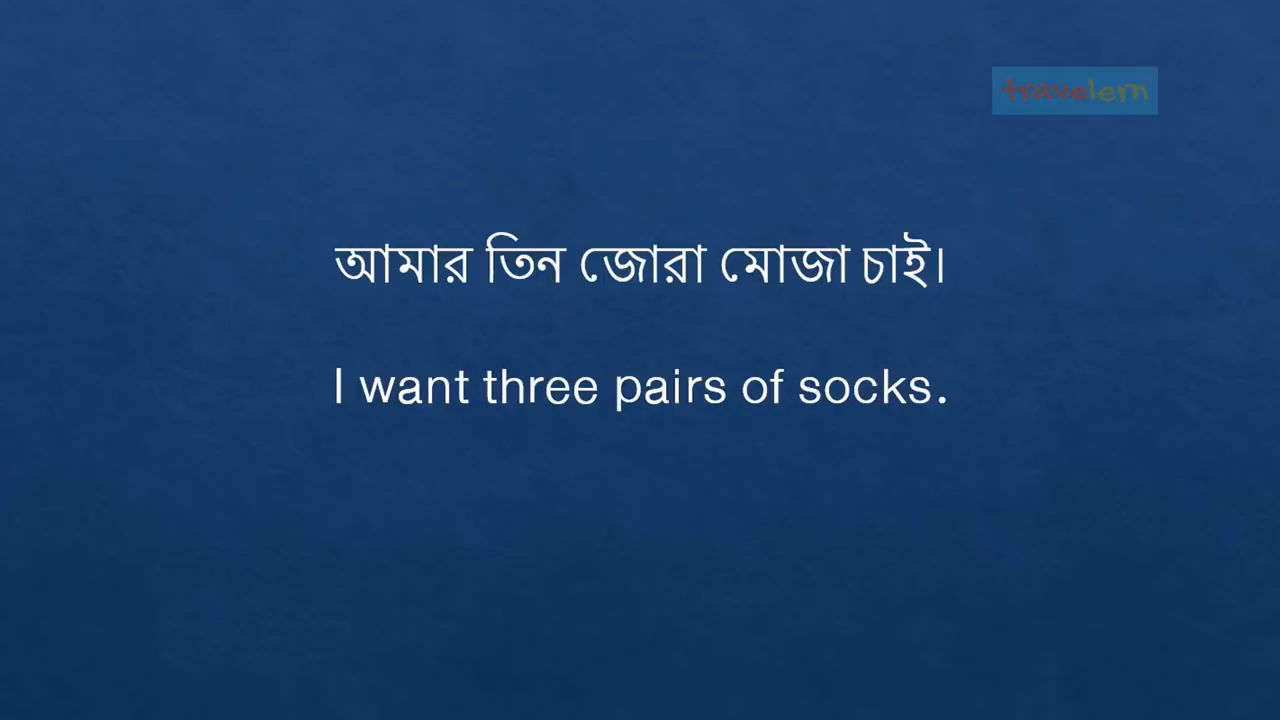 travelem
আমার তিন জোরা মোজা চাই।
I want three pairs of socks.